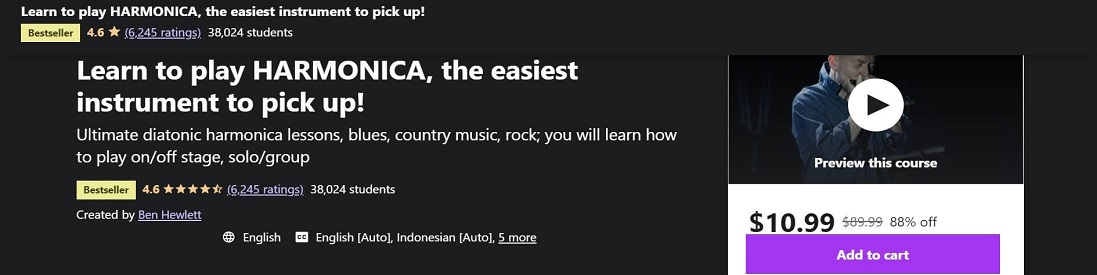 Learn to play HARMONICA, the easiest instrument to pick up!
Bestseller 4.6 (6,245 ratings) 38,024 students
Learn to play HARMONICA, the easiest
instrument to pick up!
Ultimate diatonic harmonica lessons, blues, country music, rock; you will learn how
to play on/off stage, solo/group
Bestseller 4.6 (6,245 ratings) 38,024 students
Created by Ben Hewlett
English CC English [Auto], Indonesian [Auto], 5 more
Preview this course
$10.99 $89.99 88% off
Add to cart